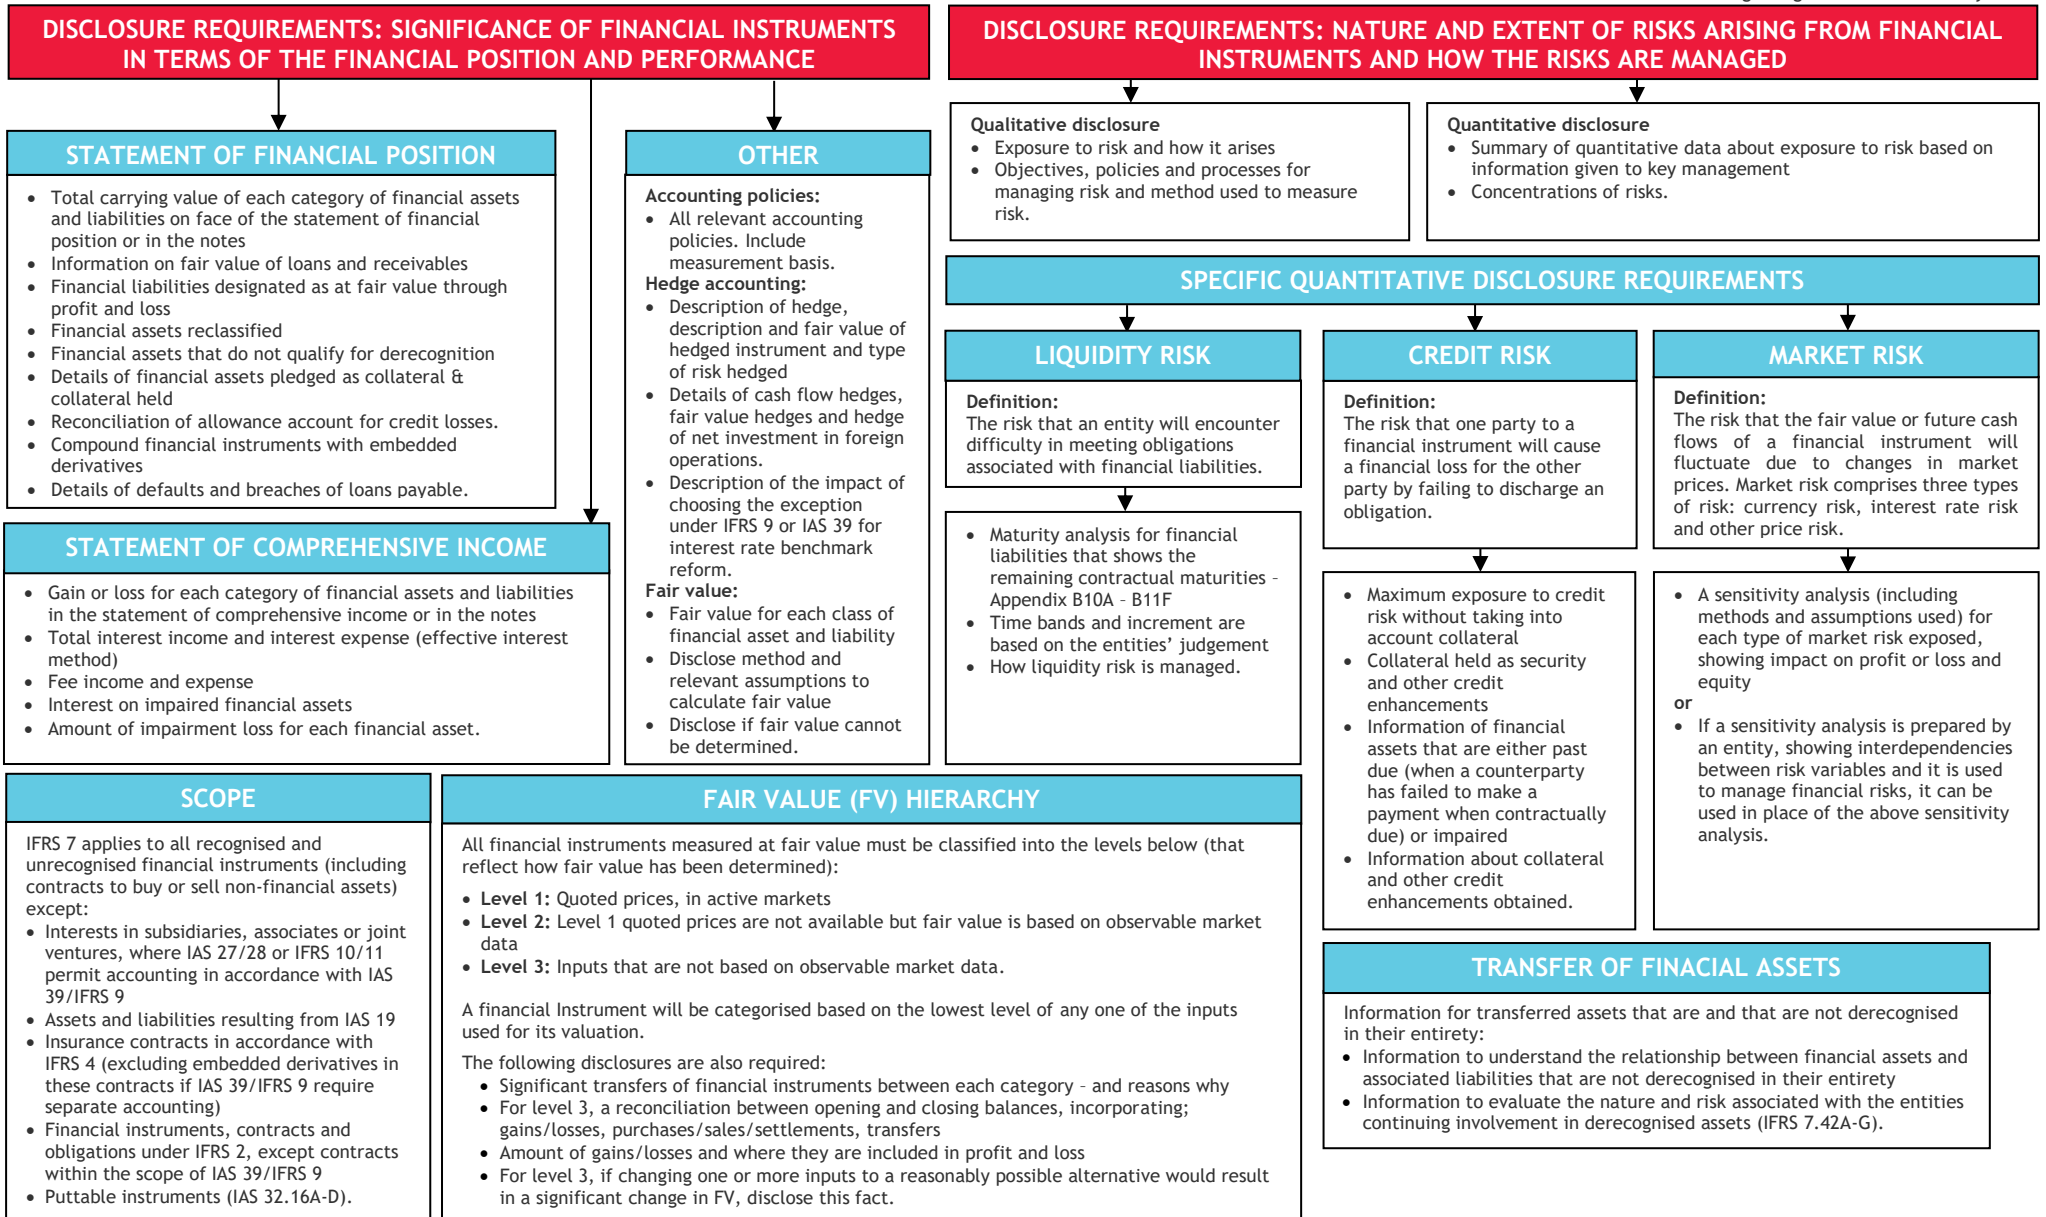 DISCLOSURE REQUIREMENTS: SIGNIFICANCE OF FINANCIAL INSTRUMENTS
IN TERMS OF THE FINANCIAL POSITION AND PERFORMANCE
STATEMENT OF FINANCIAL POSITION
• Total carrying value of each category of financial assets
and liabilities on face of the statement of financial
position or in the notes
• Information on fair value of loans and receivables
• Financial liabilities designated as at fair value through
profit and loss
• Financial assets reclassified
• Financial assets that do not qualify for derecognition
• Details of financial assets pledged as collateral &
collateral held
• Reconciliation of allowance account for credit losses.
• Compound financial instruments with embedded
derivatives
• Details of defaults and breaches of loans payable.
STATEMENT OF COMPREHENSIVE INCOME
• Gain or loss for each category of financial assets and liabilities
in the statement of comprehensive income or in the notes
• Total interest income and interest expense (effective interest
method)
• Fee income and expense
• Interest on impaired financial assets
• Amount of impairment loss for each financial asset.
OTHER
Accounting policies:
• All relevant accounting
policies. Include
measurement basis.
Hedge accounting:
• Description of hedge,
description and fair value of
hedged instrument and type
of risk hedged
• Details of cash flow hedges,
fair value hedges and hedge
of net investment in foreign
operations.
• Description of the impact of
choosing the exception
under IFRS 9 or IAS 39 for
interest rate benchmark
reform.
Fair value:
• Fair value for each class of
financial asset and liability
• Disclose method and
relevant assumptions to
calculate fair value
• Disclose if fair value cannot
be determined.
DISCLOSURE REQUIREMENTS: NATURE AND EXTENT OF RISKS ARISING FROM FINANCIAL
INSTRUMENTS AND HOW THE RISKS ARE MANAGED
Qualitative disclosure
• Exposure to risk and how it arises
• Objectives, policies and processes for
managing risk and method used to measure
risk.
Quantitative disclosure
• Summary of quantitative data about exposure to risk based on
information given to key management
• Concentrations of risks.
SPECIFIC QUANTITATIVE DISCLOSURE REQUIREMENTS
LIQUIDITY RISK
Definition:
The risk that an entity will encounter
difficulty in meeting obligations
associated with financial liabilities.
• Maturity analysis for financial
liabilities that shows the
remaining contractual maturities –
Appendix B10A – B11F
• Time bands and increment are
based on the entities’ judgement
• How liquidity risk is managed.
CREDIT RISK
Definition:
The risk that one party to a
financial instrument will cause
a financial loss for the other
party by failing to discharge an
obligation.
• Maximum exposure to credit
risk without taking into
account collateral
• Collateral held as security
and other credit
enhancements
• Information of financial
assets that are either past
due (when a counterparty
has failed to make a
payment when contractually
due) or impaired
• Information about collateral
and other credit
enhancements obtained.
MARKET RISK
Definition:
The risk that the fair value or future cash
flows of a financial instrument will
fluctuate due to changes in market
prices. Market risk comprises three types
of risk: currency risk, interest rate risk
and other price risk.
• A sensitivity analysis (including
methods and assumptions used) for
each type of market risk exposed,
showing impact on profit or loss and
equity
or
• If a sensitivity analysis is prepared by
an entity, showing interdependencies
between risk variables and it is used
to manage financial risks, it can be
used in place of the above sensitivity
analysis.
SCOPE
IFRS 7 applies to all recognised and
unrecognised financial instruments (including
contracts to buy or sell non-financial assets)
except:
• Interests in subsidiaries, associates or joint
ventures, where IAS 27/28 or IFRS 10/11
permit accounting in accordance with IAS
39/IFRS 9
• Assets and liabilities resulting from IAS 19
• Insurance contracts in accordance with
IFRS 4 (excluding embedded derivatives in
these contracts if IAS 39/IFRS 9 require
separate accounting)
• Financial instruments, contracts and
obligations under IFRS 2, except contracts
within the scope of IAS 39/IFRS 9
• Puttable instruments (IAS 32.16A-D).
FAIR VALUE (FV) HIERARCHY
All financial instruments measured at fair value must be classified into the levels below (that
reflect how fair value has been determined):
• Level 1: Quoted prices, in active markets
• Level 2: Level 1 quoted prices are not available but fair value is based on observable market
data
• Level 3: Inputs that are not based on observable market data.
A financial Instrument will be categorised based on the lowest level of any one of the inputs
used for its valuation.
The following disclosures are also required:
• Significant transfers of financial instruments between each category – and reasons why
• For level 3, a reconciliation between opening and closing balances, incorporating;
gains/losses, purchases/sales/settlements, transfers
• Amount of gains/losses and where they are included in profit and loss
• For level 3, if changing one or more inputs to a reasonably possible alternative would result
in a significant change in FV, disclose this fact.
TRANSFER OF FINACIAL ASSETS
Information for transferred assets that are and that are not derecognised
in their entirety:
• Information to understand the relationship between financial assets and
associated liabilities that are not derecognised in their entirety
• Information to evaluate the nature and risk associated with the entities
continuing involvement in derecognised assets (IFRS 7.42A-G).